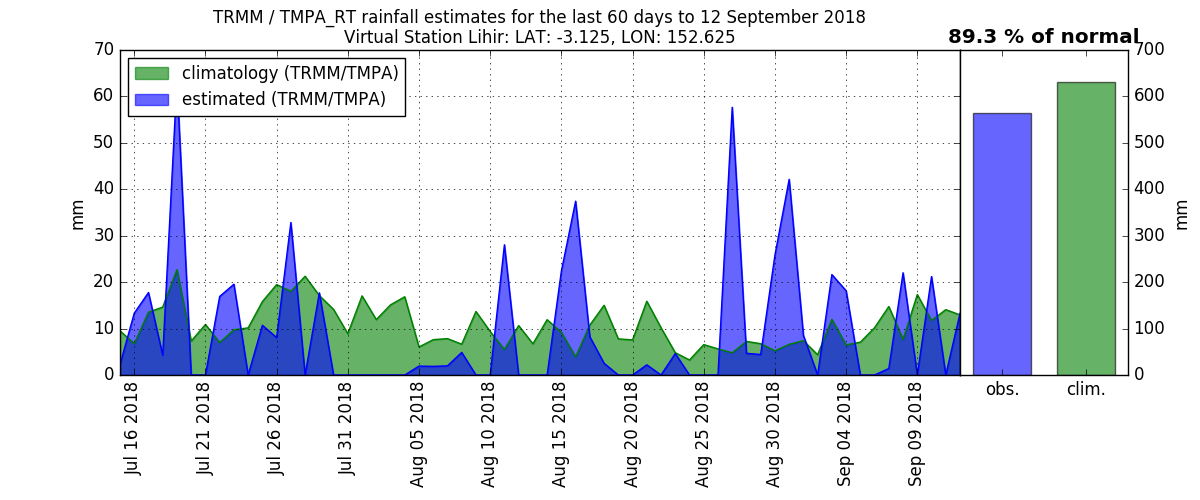 TRMM / TMPA_RT rainfall estimates for the last 60 days to 12 September 2018
Virtual Station Lihir: LAT: -3.125, LON: 152.625
89.3 % of normal
climatology (TRMM/TMPA)
estimated (TRMM/TMPA)
70
60
50
40
30
20
10
0
mm
700
600
500
400
300
200
100
0
mm
Jul 16 2018
Jul 21 2018
Jul 26 2018
Jul 31 2018
Aug 05 2018
Aug 10 2018
Aug 15 2018
Aug 20 2018
Aug 25 2018
Aug 30 2018
Sep 04 2018
Sep 09 2018
obs.
clim.